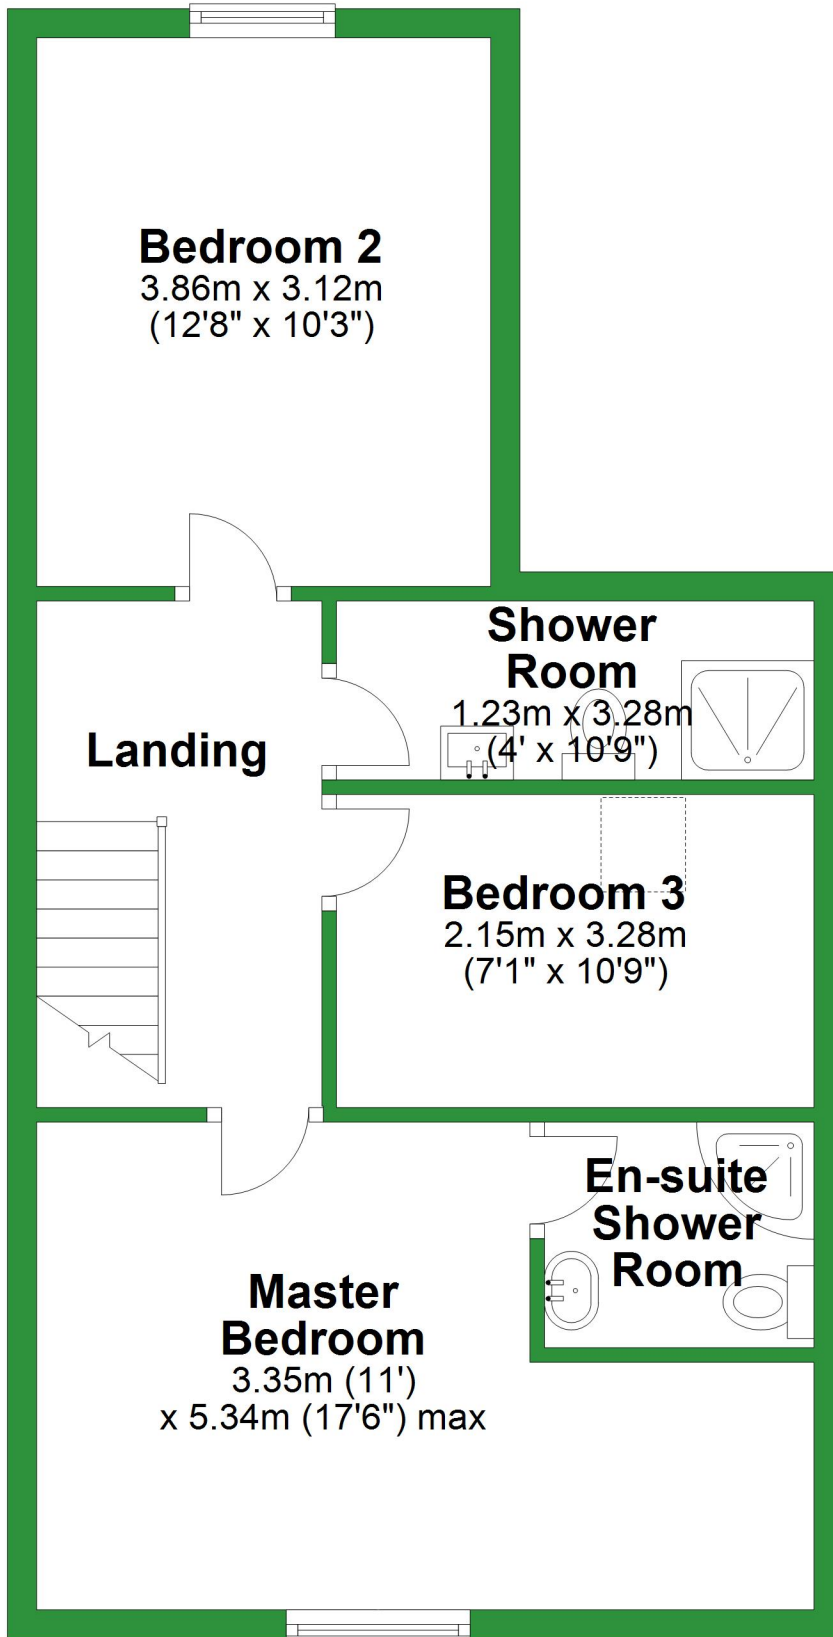 Bedroom 2
3.86m x 3.12m
(12'8" x 10'3")
Shower
Room
1.23m x 3.28m
(4' x 10'9")
Landing
Bedroom 3
2.15m x 3.28m
(7'1" x 10'9")
En-suite
Shower
Room
Master
Bedroom
3.35m (11')
x 5.34m (17'6") max